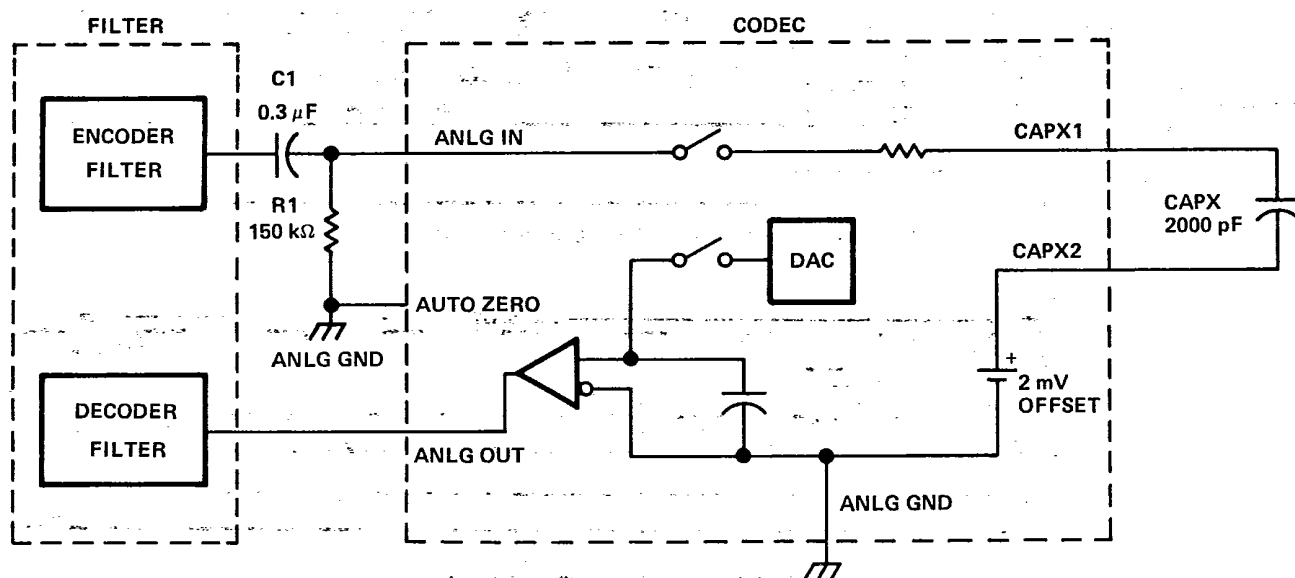 FILTER
CODEC
C1
0.3 μF
ENCODER
FILTER
ANLG IN
CAPX1
R1
150 kΩ
CAPX
2000 pF
DAC
CAPX2
AUTO ZERO
ANLG GND
+
2 mV
OFFSET
DECODER
FILTER
ANLG OUT
ANLG GND